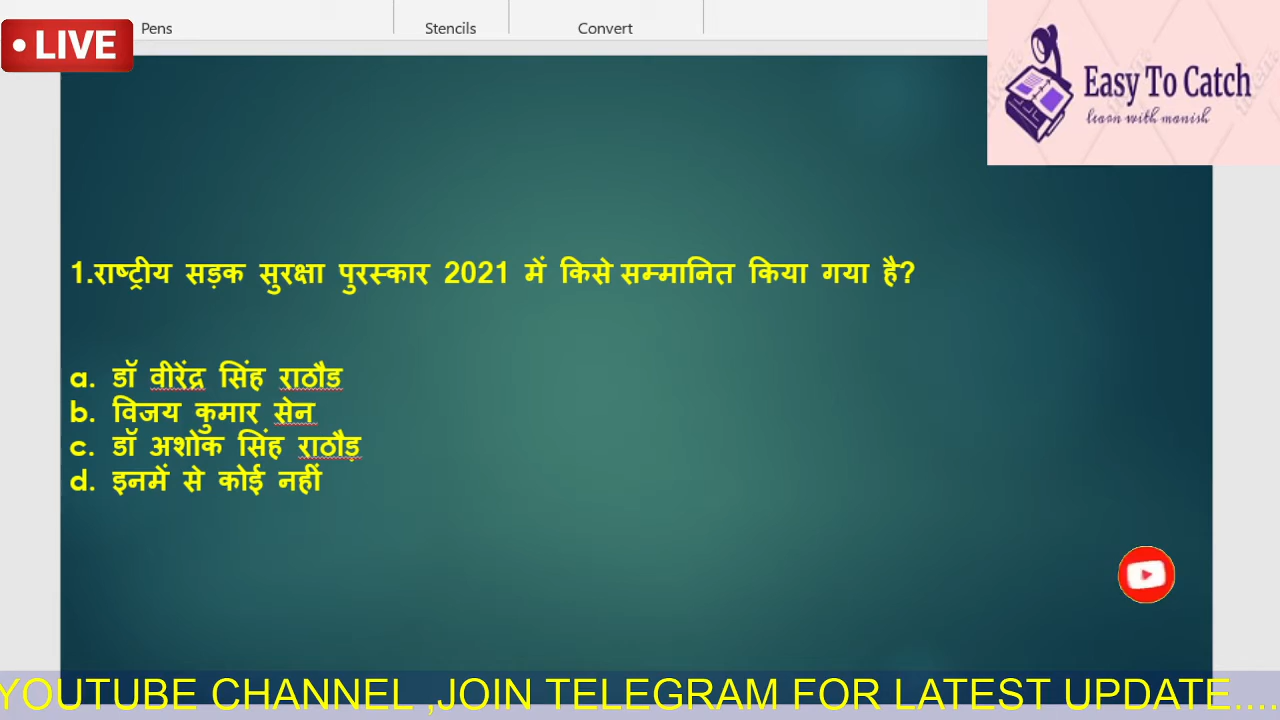 Pens Stencils Convert
• LIVE
Easy To Catch
learn with manish
1.राष्ट्रीय सड़क सुरक्षा पुरस्कार 2021 में किसे सम्मानित किया गया है?
a. डॉ वीरेंद्र सिंह राठौड
b. विजय कुमार सेन
c. डॉ अशोक सिंह राठौड़
d. इनमें से कोई नहीं
YOUTUBE CHANNEL ,JOIN TELEGRAM FOR LATEST UPDATE....